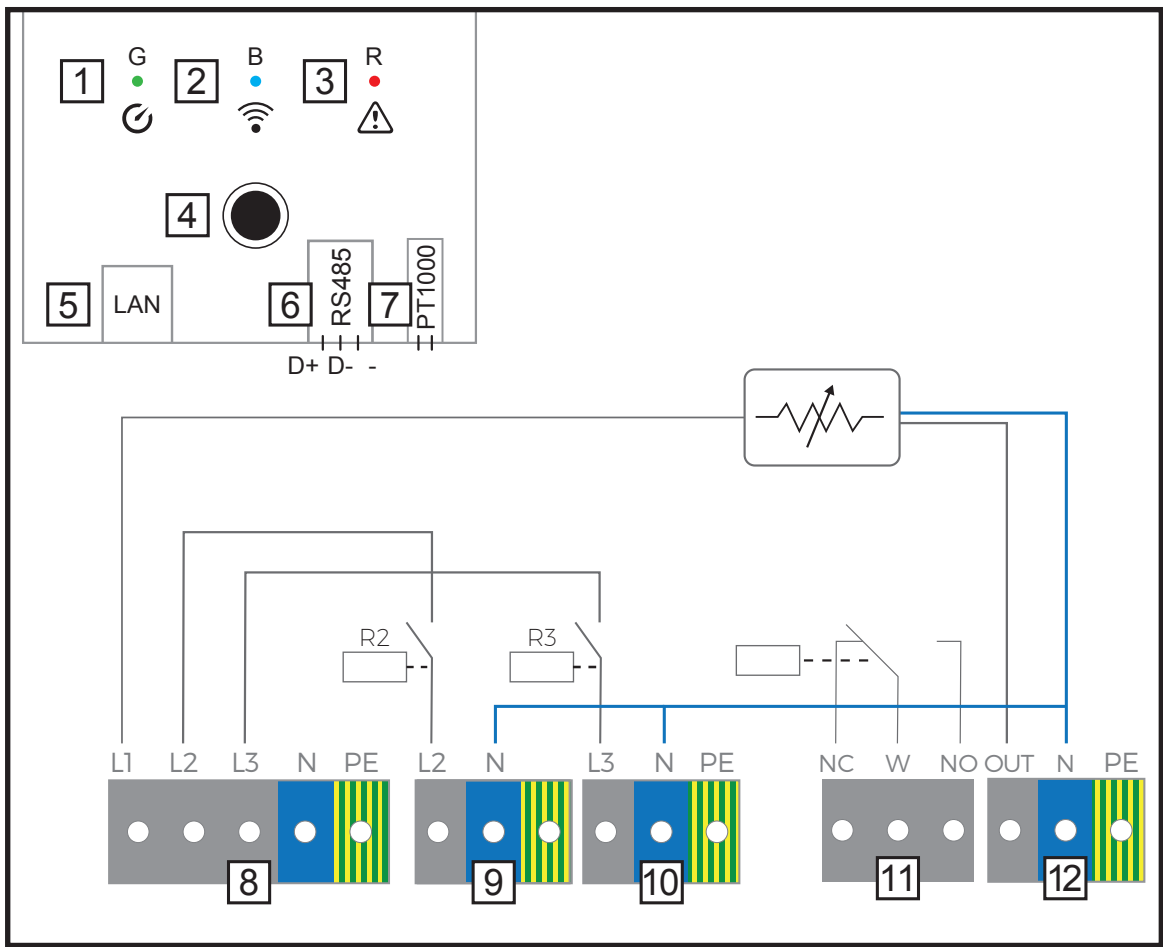 G B R
1 2 3
4
5 LAN 6 RS485 7 PT1000
D+ D- -
R2 R3
L1 L2 L3 N PE L2 N L3 N PE NC W NO OUT N PE
8 9 10 11 12